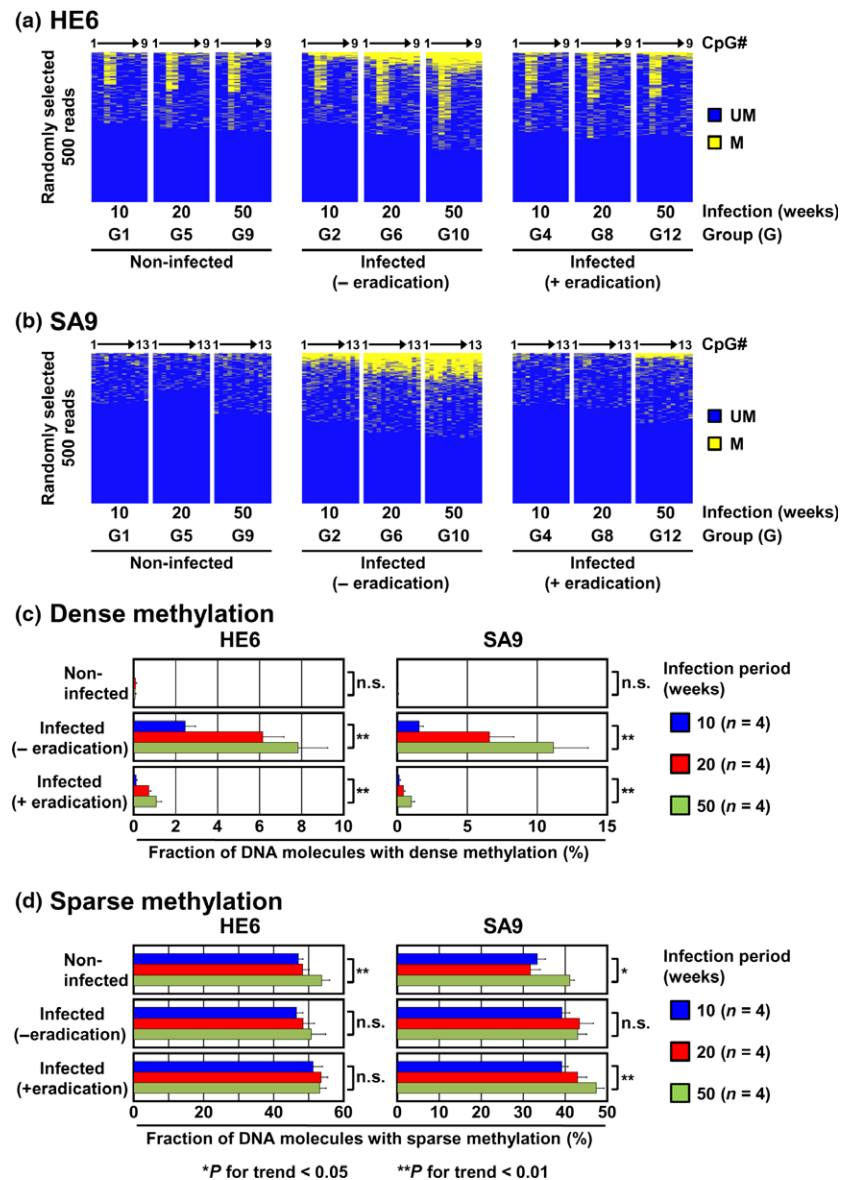 (a) HE6
1 9 1 9 1 9 1 9 1 9 1 9 1 9 1 9 1 9 CpG#
Randomly selected
500 reads
UM
M
10 20 50 10 20 50 10 20 50 Infection (weeks)
G1 G5 G9 G2 G6 G10 G4 G8 G12 Group (G)
Non-infected Infected Infected
(– eradication) (+ eradication)
(b) SA9
1 13 1 13 1 13 1 13 1 13 1 13 1 13 1 13 1 13 CpG#
Randomly selected
500 reads
UM
M
10 20 50 10 20 50 10 20 50 Infection (weeks)
G1 G5 G9 G2 G6 G10 G4 G8 G12 Group (G)
Non-infected Infected Infected
(– eradication) (+ eradication)
(c) Dense methylation
HE6 SA9
Non-
infected
n.s. n.s.
Infected
(– eradication)
** **
Infected
(+ eradication)
** **
0 2 4 6 8 10 0 5 10 15
Fraction of DNA molecules with dense methylation (%)
Infection period
(weeks)
10 (n = 4)
20 (n = 4)
50 (n = 4)
(d) Sparse methylation
HE6 SA9
Non-
infected
** *
Infected
(–eradication)
n.s. n.s.
Infected
(+eradication)
n.s. **
0 20 40 60 0 10 20 30 40 50
Fraction of DNA molecules with sparse methylation (%)
Infection period
(weeks)
10 (n = 4)
20 (n = 4)
50 (n = 4)
*P for trend < 0.05 **P for trend < 0.01